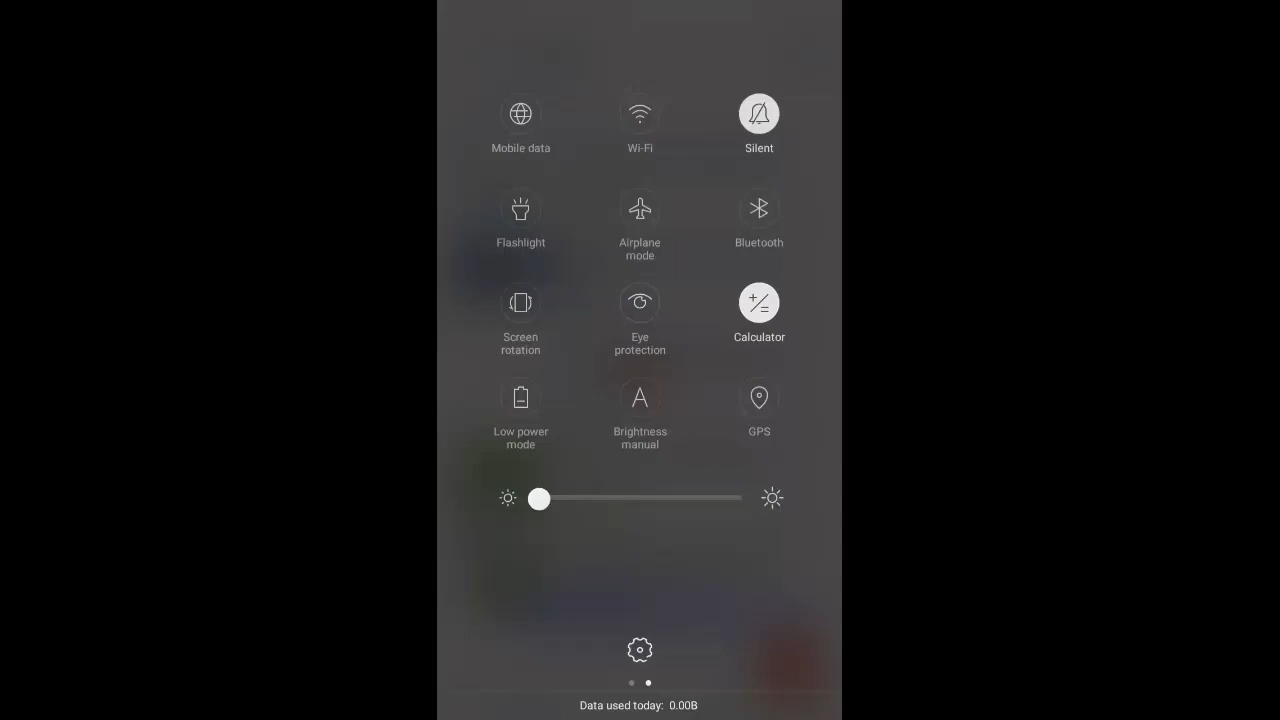 Mobile data
Wi-Fi
Silent
Flashlight
Airplane
mode
Bluetooth
Screen
rotation
Eye
protection
Calculator
Low power
mode
Brightness
manual
GPS
Data used today: 0.00B